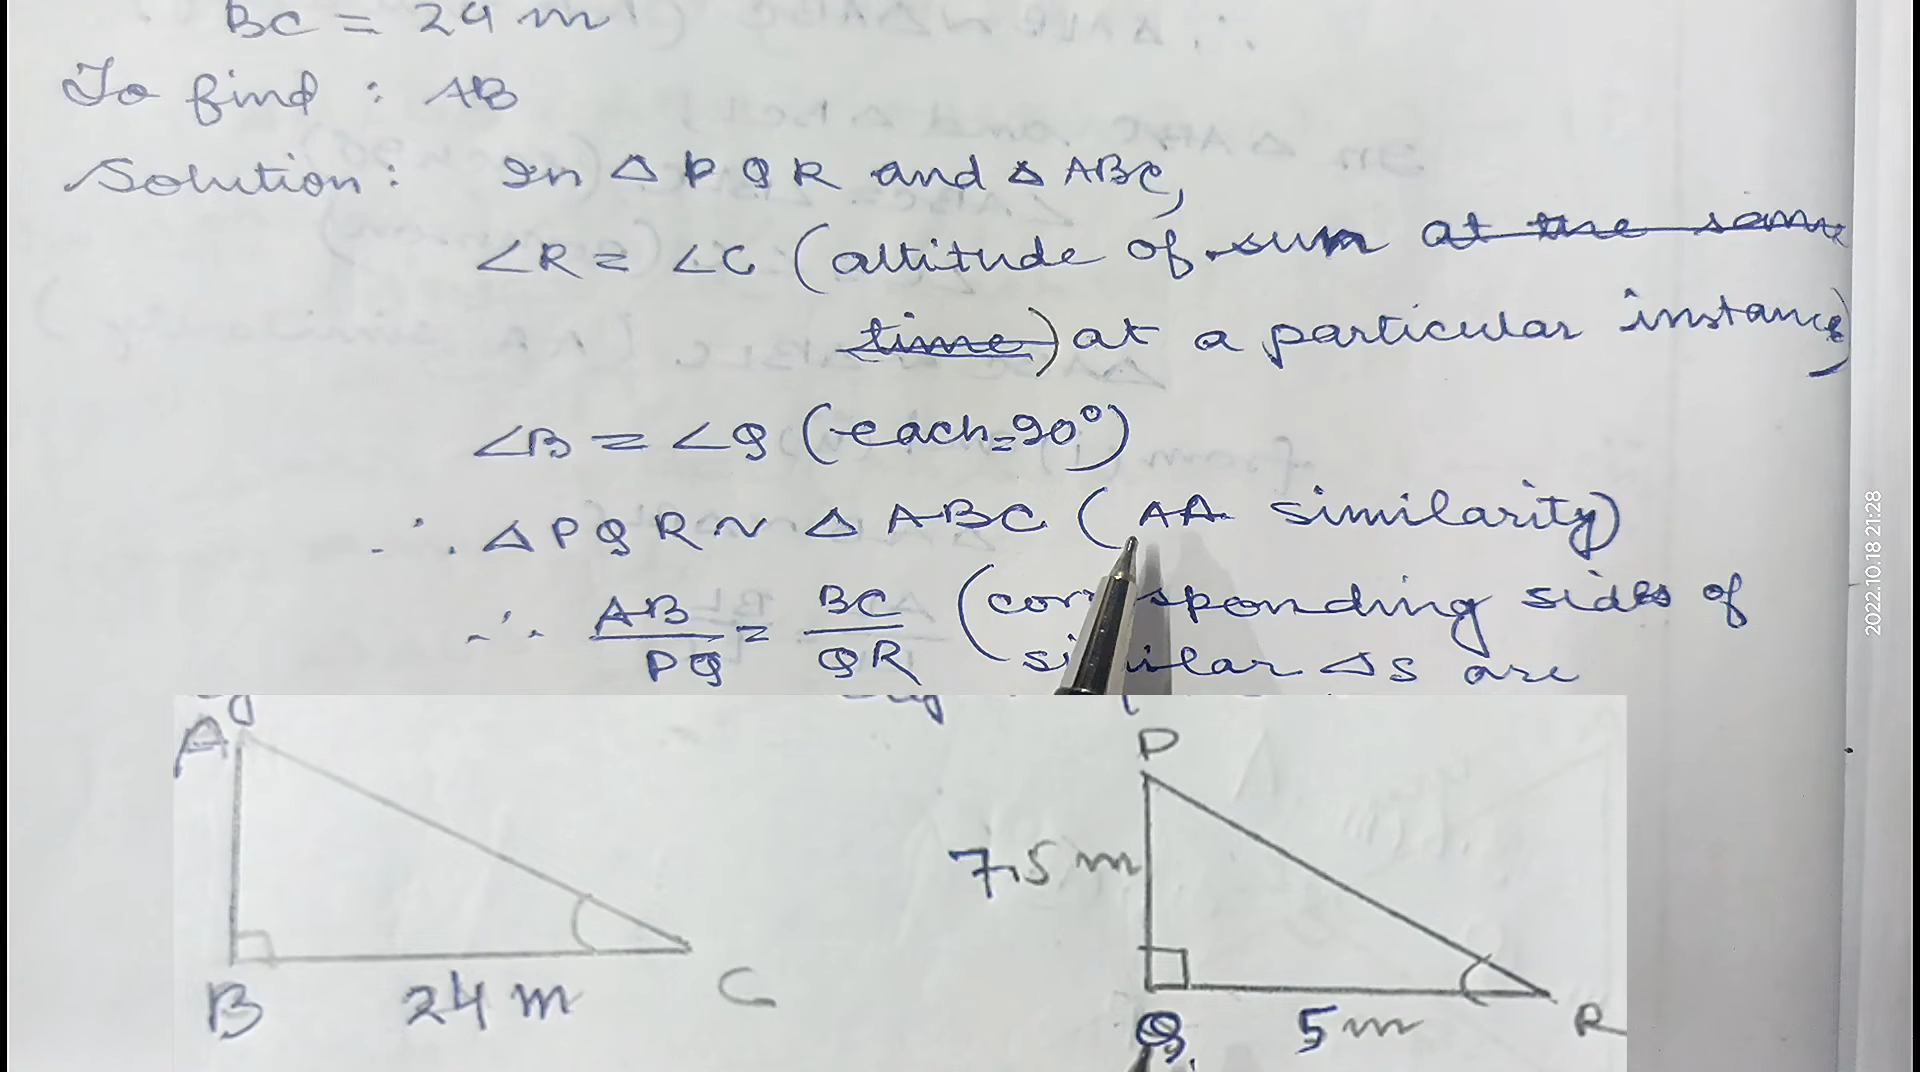 BC = 24 m
To find : AB
Solution: In Δ PQR and Δ ABC,
∠R = ∠C (altitude of sun at the same
time) at a particular instance)
∠B = ∠Q (each=90°)
∴ Δ PQR ~ Δ ABC (AA similarity)
∴ AB/PQ = BC/QR (corresponding sides of
similar Δs are
A
P
7.5 m
B
24 m
C
Q
5 m
R
2022.10.18 21:28